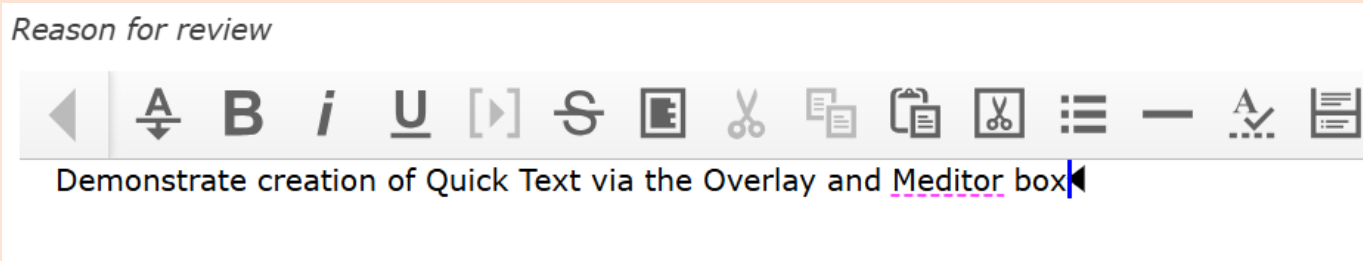 Reason for review
Demonstrate creation of Quick Text via the Overlay and Meditor box